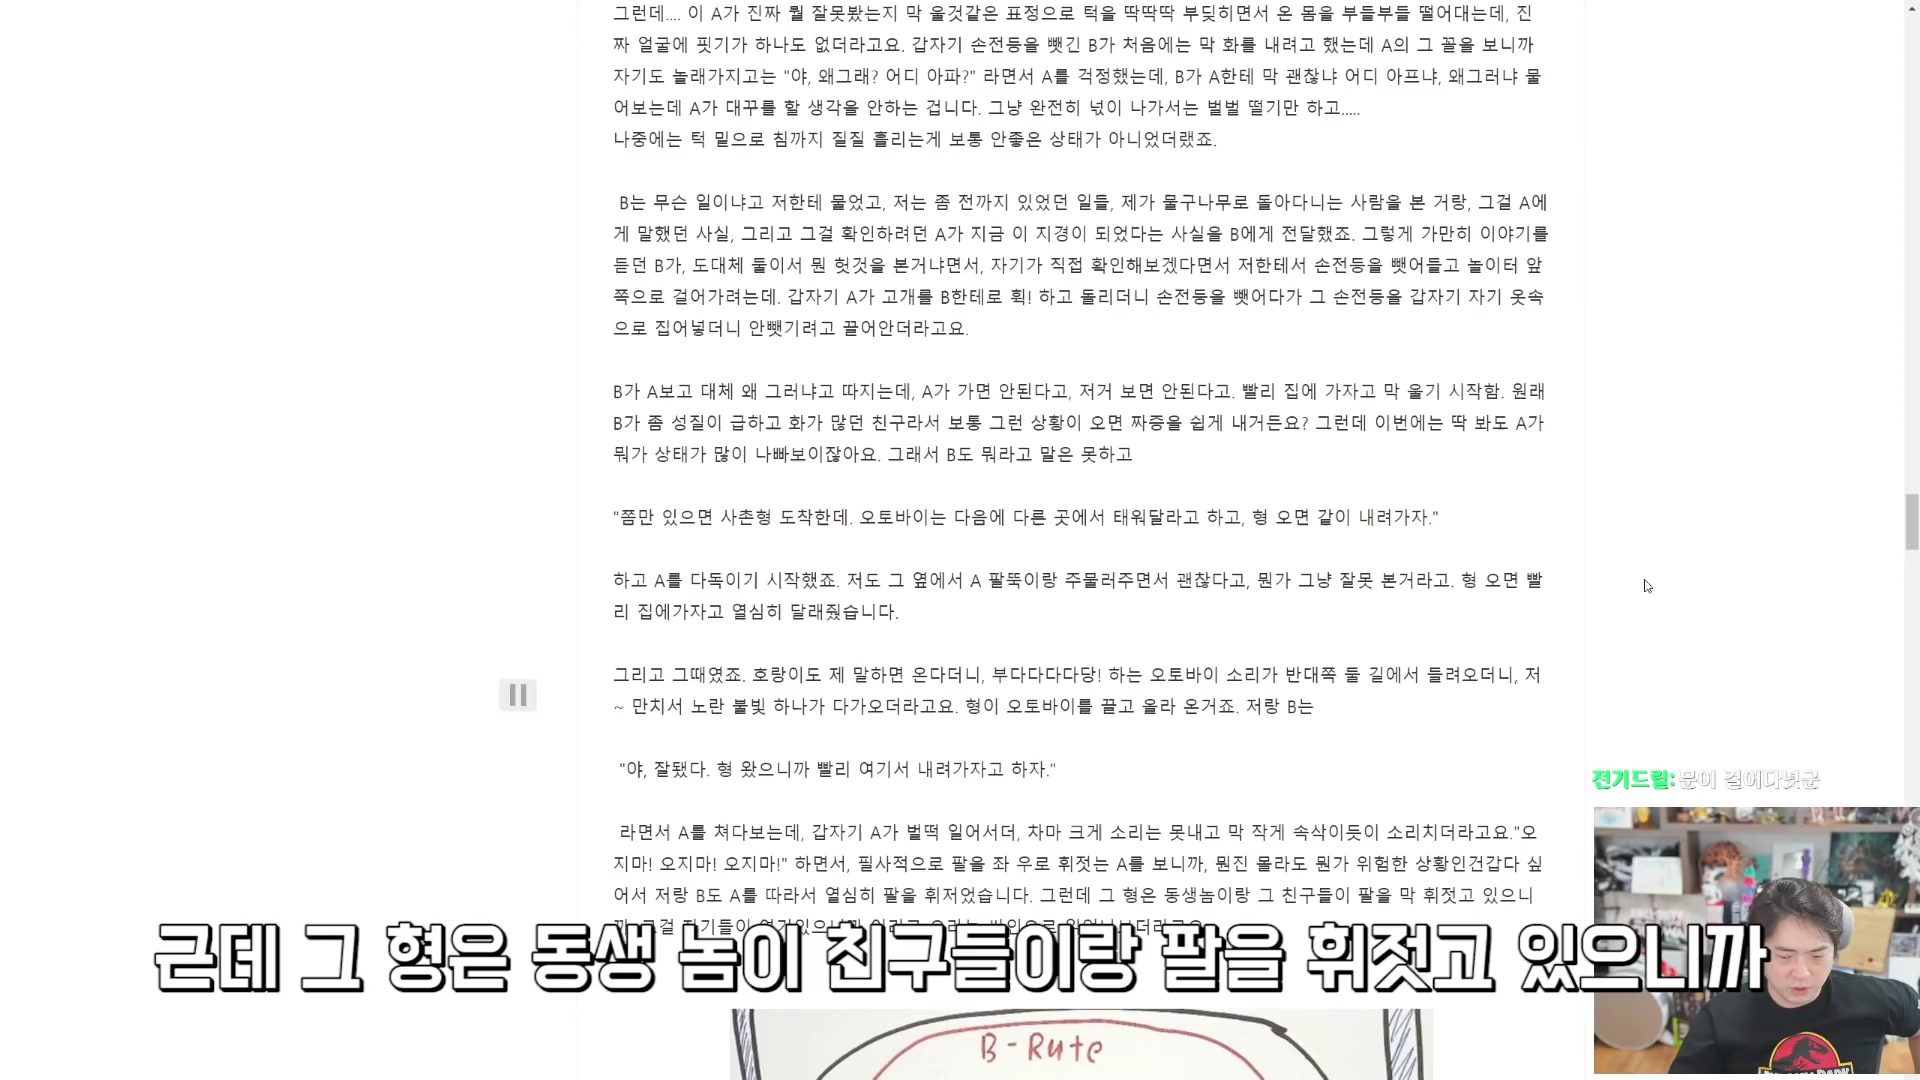 그런데.... 이 A가 진짜 뭘 잘못봤는지 막 울것같은 표정으로 턱을 딱딱딱 부딪히면서 온 몸을 부들부들 떨어대는데, 진
짜 얼굴에 핏기가 하나도 없더라고요. 갑자기 손전등을 뺏긴 B가 처음에는 막 화를 내려고 했는데 A의 그 꼴을 보니까
자기도 놀래가지고는 "야, 왜그래? 어디 아파?" 라면서 A를 걱정했는데, B가 A한테 막 괜찮냐 어디 아프냐, 왜그러냐 물
어보는데 A가 대꾸를 할 생각을 안하는 겁니다. 그냥 완전히 넋이 나가서는 벌벌 떨기만 하고.....
나중에는 턱 밑으로 침까지 질질 흘리는게 보통 안좋은 상태가 아니었더랬죠.
B는 무슨 일이냐고 저한테 물었고, 저는 좀 전까지 있었던 일들, 제가 물구나무로 돌아다니는 사람을 본 거랑, 그걸 A에
게 말했던 사실, 그리고 그걸 확인하려던 A가 지금 이 지경이 되었다는 사실을 B에게 전달했죠. 그렇게 가만히 이야기를
듣던 B가, 도대체 둘이서 뭔 헛것을 본거냐면서, 자기가 직접 확인해보겠다면서 저한테서 손전등을 뺏어들고 놀이터 앞
쪽으로 걸어가려는데. 갑자기 A가 고개를 B한테로 획! 하고 돌리더니 손전등을 뺏어다가 그 손전등을 갑자기 자기 옷속
으로 집어넣더니 안뺏기려고 끌어안더라고요.
B가 A보고 대체 왜 그러냐고 따지는데, A가 가면 안된다고, 저거 보면 안된다고. 빨리 집에 가자고 막 울기 시작함. 원래
B가 좀 성질이 급하고 화가 많던 친구라서 보통 그런 상황이 오면 짜증을 쉽게 내거든요? 그런데 이번에는 딱 봐도 A가
뭐가 상태가 많이 나빠보이잖아요. 그래서 B도 뭐라고 말은 못하고
"쫌만 있으면 사촌형 도착한데. 오토바이는 다음에 다른 곳에서 태워달라고 하고, 형 오면 같이 내려가자."
하고 A를 다독이기 시작했죠. 저도 그 옆에서 A 팔뚝이랑 주물러주면서 괜찮다고, 뭔가 그냥 잘못 본거라고. 형 오면 빨
리 집에가자고 열심히 달래줬습니다.
그리고 그때였죠. 호랑이도 제 말하면 온다더니, 부다다다다당! 하는 오토바이 소리가 반대쪽 둘 길에서 들려오더니, 저
~ 만치서 노란 불빛 하나가 다가오더라고요. 형이 오토바이를 끌고 올라 온거죠. 저랑 B는
"야, 잘됐다. 형 왔으니까 빨리 여기서 내려가자고 하자."
라면서 A를 쳐다보는데, 갑자기 A가 벌떡 일어서더, 차마 크게 소리는 못내고 막 작게 속삭이듯이 소리치더라고요."오
지마! 오지마! 오지마!" 하면서, 필사적으로 팔을 좌 우로 휘젓는 A를 보니까, 뭔진 몰라도 뭔가 위험한 상황인건갑다 싶
어서 저랑 B도 A를 따라서 열심히 팔을 휘저었습니다. 그런데 그 형은 동생놈이랑 그 친구들이 팔을 막 휘젓고 있으니
전기드릴: 문이 걸어다녓군
근데 그 형은 동생 놈이 친구들이랑 팔을 휘젓고 있으니까
B-Rute